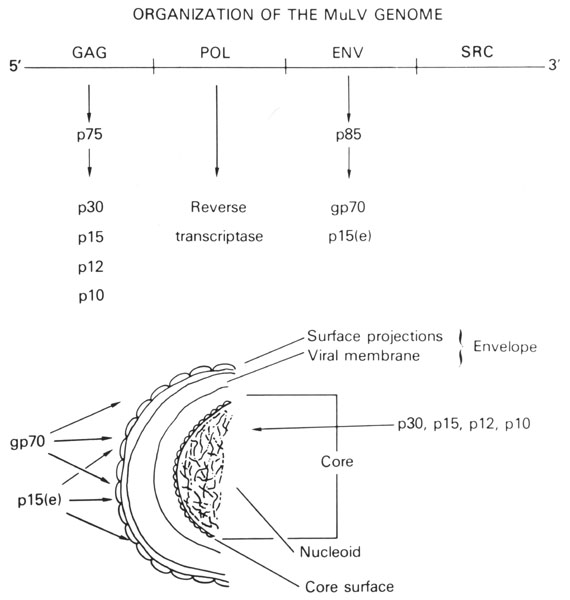 ORGANIZATION OF THE MuLV GENOME
GAG POL ENV SRC
5' 3'
p75 p85
p30 Reverse gp70
p15 transcriptase p15(e)
p12
p10
Surface projections
Viral membrane
Envelope
p30, p15, p12, p10
gp70
Core
p15(e)
Nucleoid
Core surface